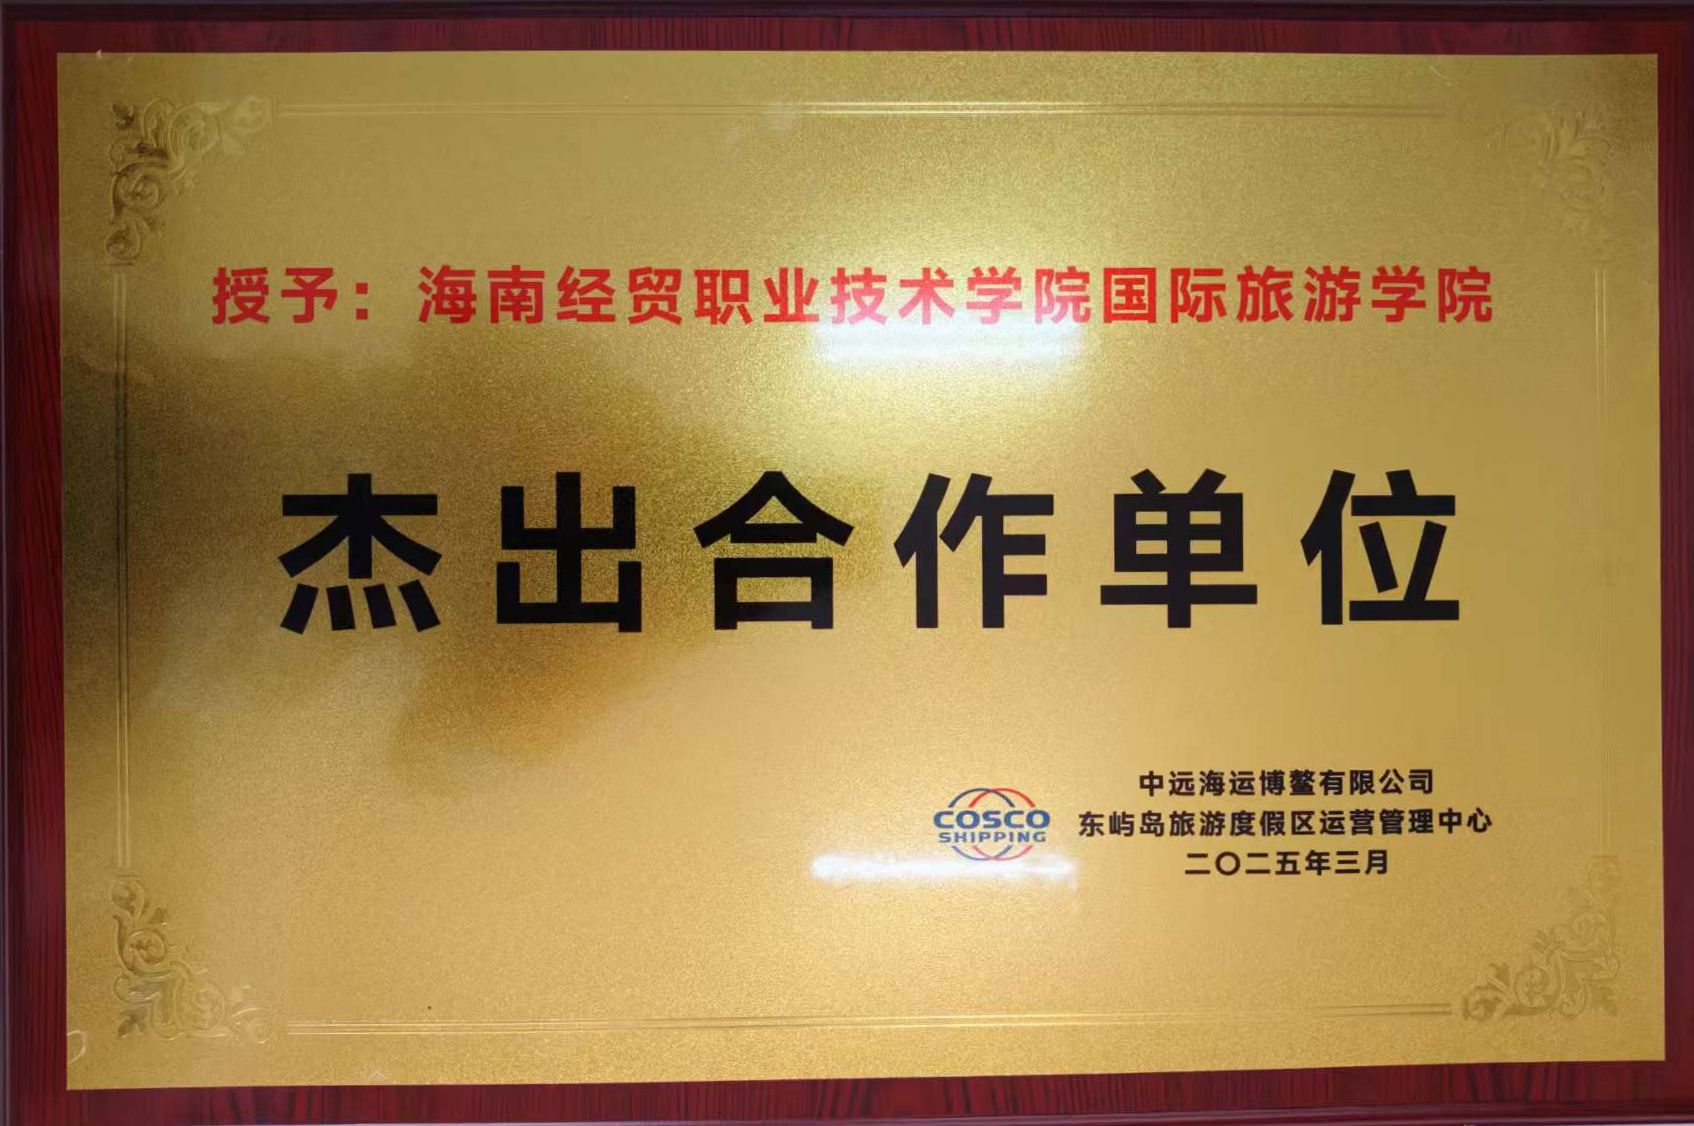 授予：海南经贸职业技术学院国际旅游学院
杰出合作单位
COSCO
SHIPPING
中远海运博鳌有限公司
东屿岛旅游度假区运营管理中心
二〇二五年三月